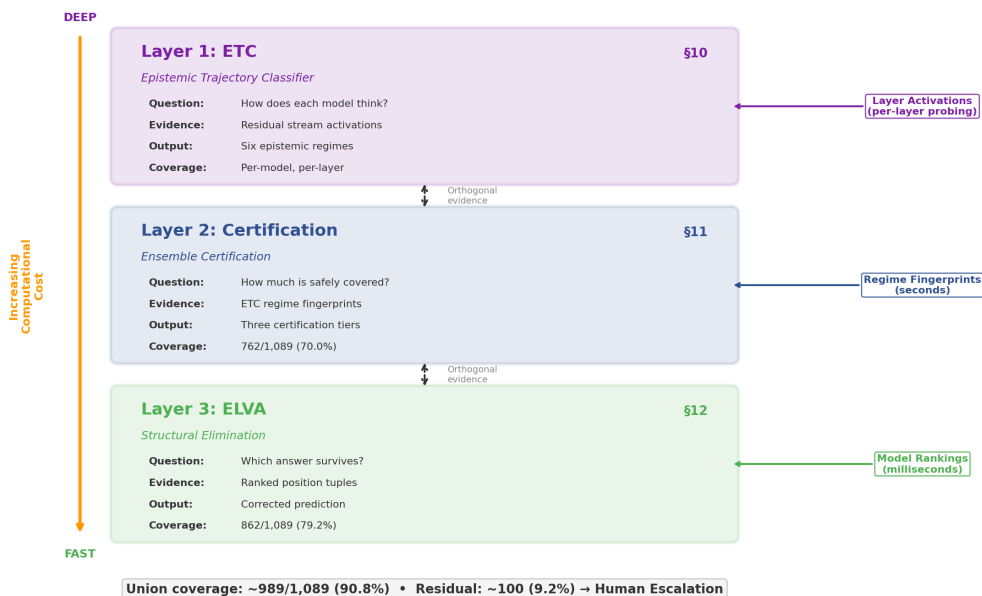 DEEP
Layer 1: ETC
§10
Epistemic Trajectory Classifier
Question: How does each model think?
Evidence: Residual stream activations
Output: Six epistemic regimes
Coverage: Per-model, per-layer
Layer Activations
(per-layer probing)
Orthogonal
evidence
Layer 2: Certification
§11
Ensemble Certification
Question: How much is safely covered?
Evidence: ETC regime fingerprints
Output: Three certification tiers
Coverage: 762/1,089 (70.0%)
Regime Fingerprints
(seconds)
Increasing
Computational
Cost
Orthogonal
evidence
Layer 3: ELVA
§12
Structural Elimination
Question: Which answer survives?
Evidence: Ranked position tuples
Output: Corrected prediction
Coverage: 862/1,089 (79.2%)
Model Rankings
(milliseconds)
FAST
Union coverage: ~989/1,089 (90.8%) • Residual: ~100 (9.2%) → Human Escalation